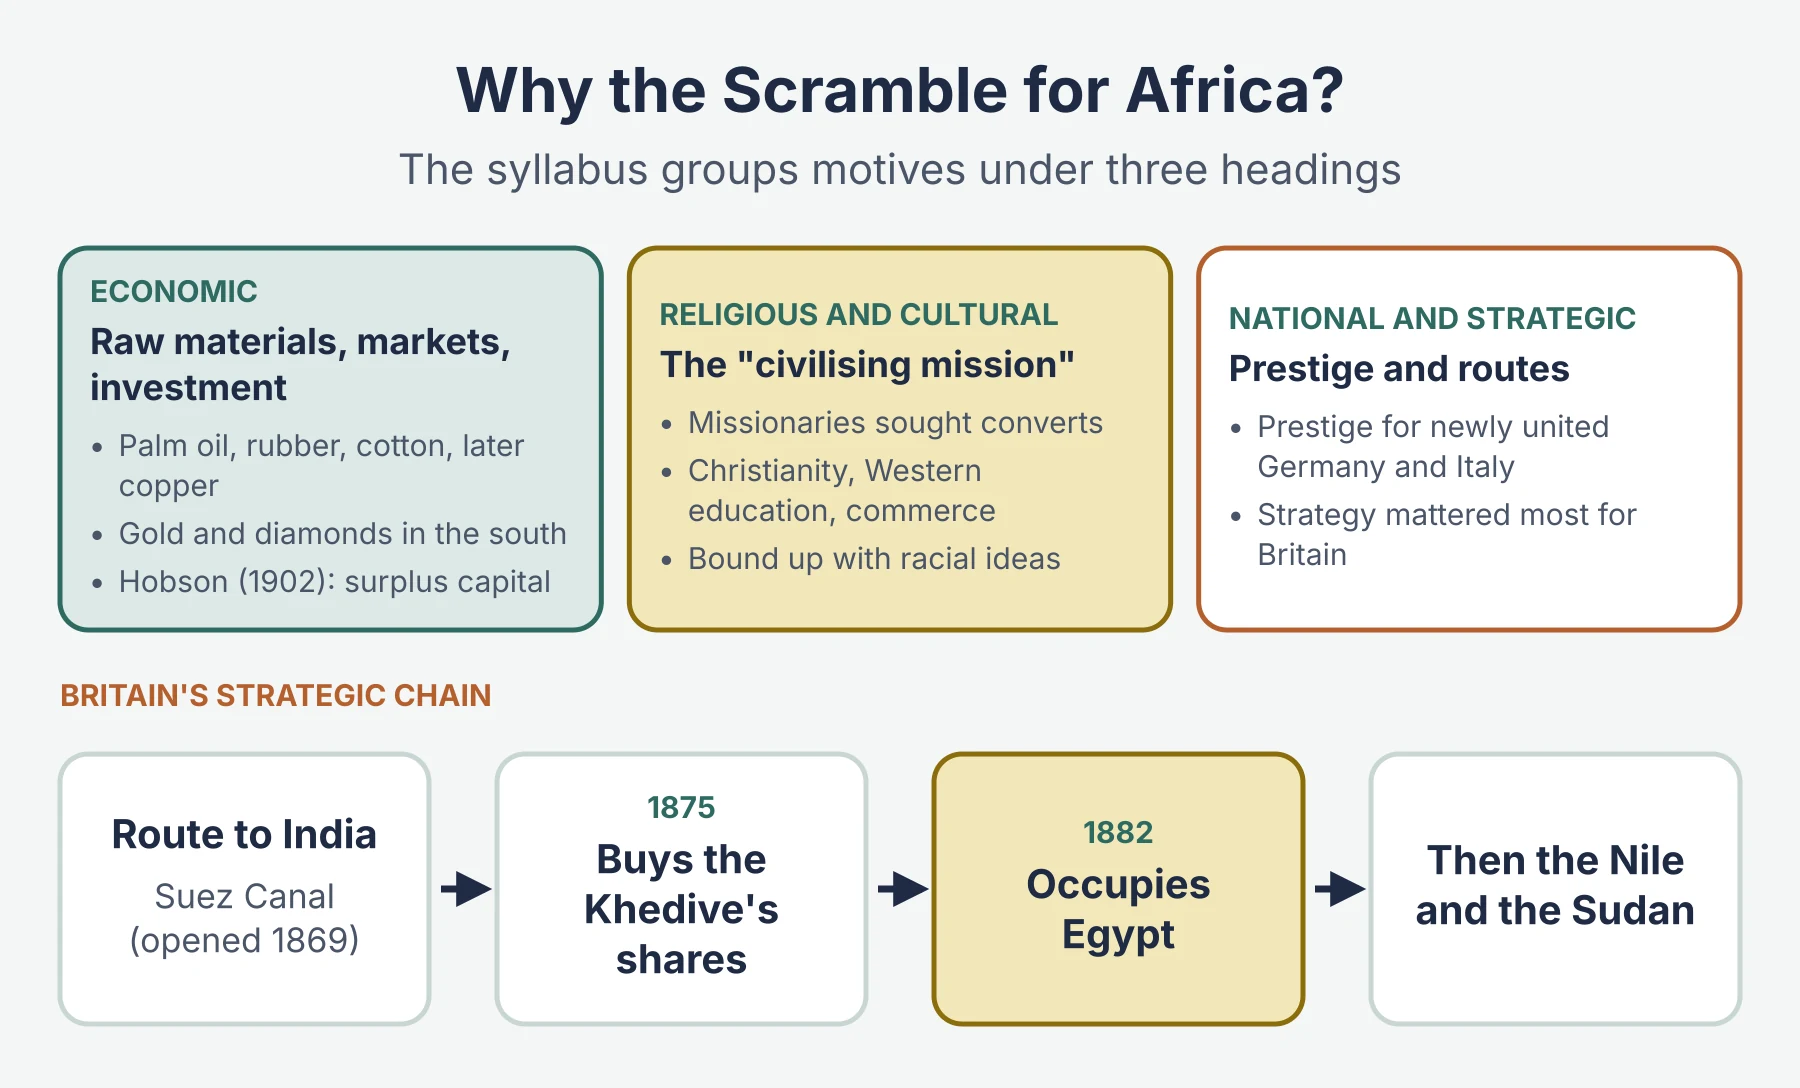 Why the Scramble for Africa?
The syllabus groups motives under three headings
ECONOMIC
Raw materials, markets,
investment
• Palm oil, rubber, cotton, later
copper
• Gold and diamonds in the south
• Hobson (1902): surplus capital
RELIGIOUS AND CULTURAL
The "civilising mission"
• Missionaries sought converts
• Christianity, Western
education, commerce
• Bound up with racial ideas
NATIONAL AND STRATEGIC
Prestige and routes
• Prestige for newly united
Germany and Italy
• Strategy mattered most for
Britain
BRITAIN'S STRATEGIC CHAIN
Route to India
Suez Canal
(opened 1869)
1875
Buys the
Khedive's
shares
1882
Occupies
Egypt
Then the Nile
and the Sudan